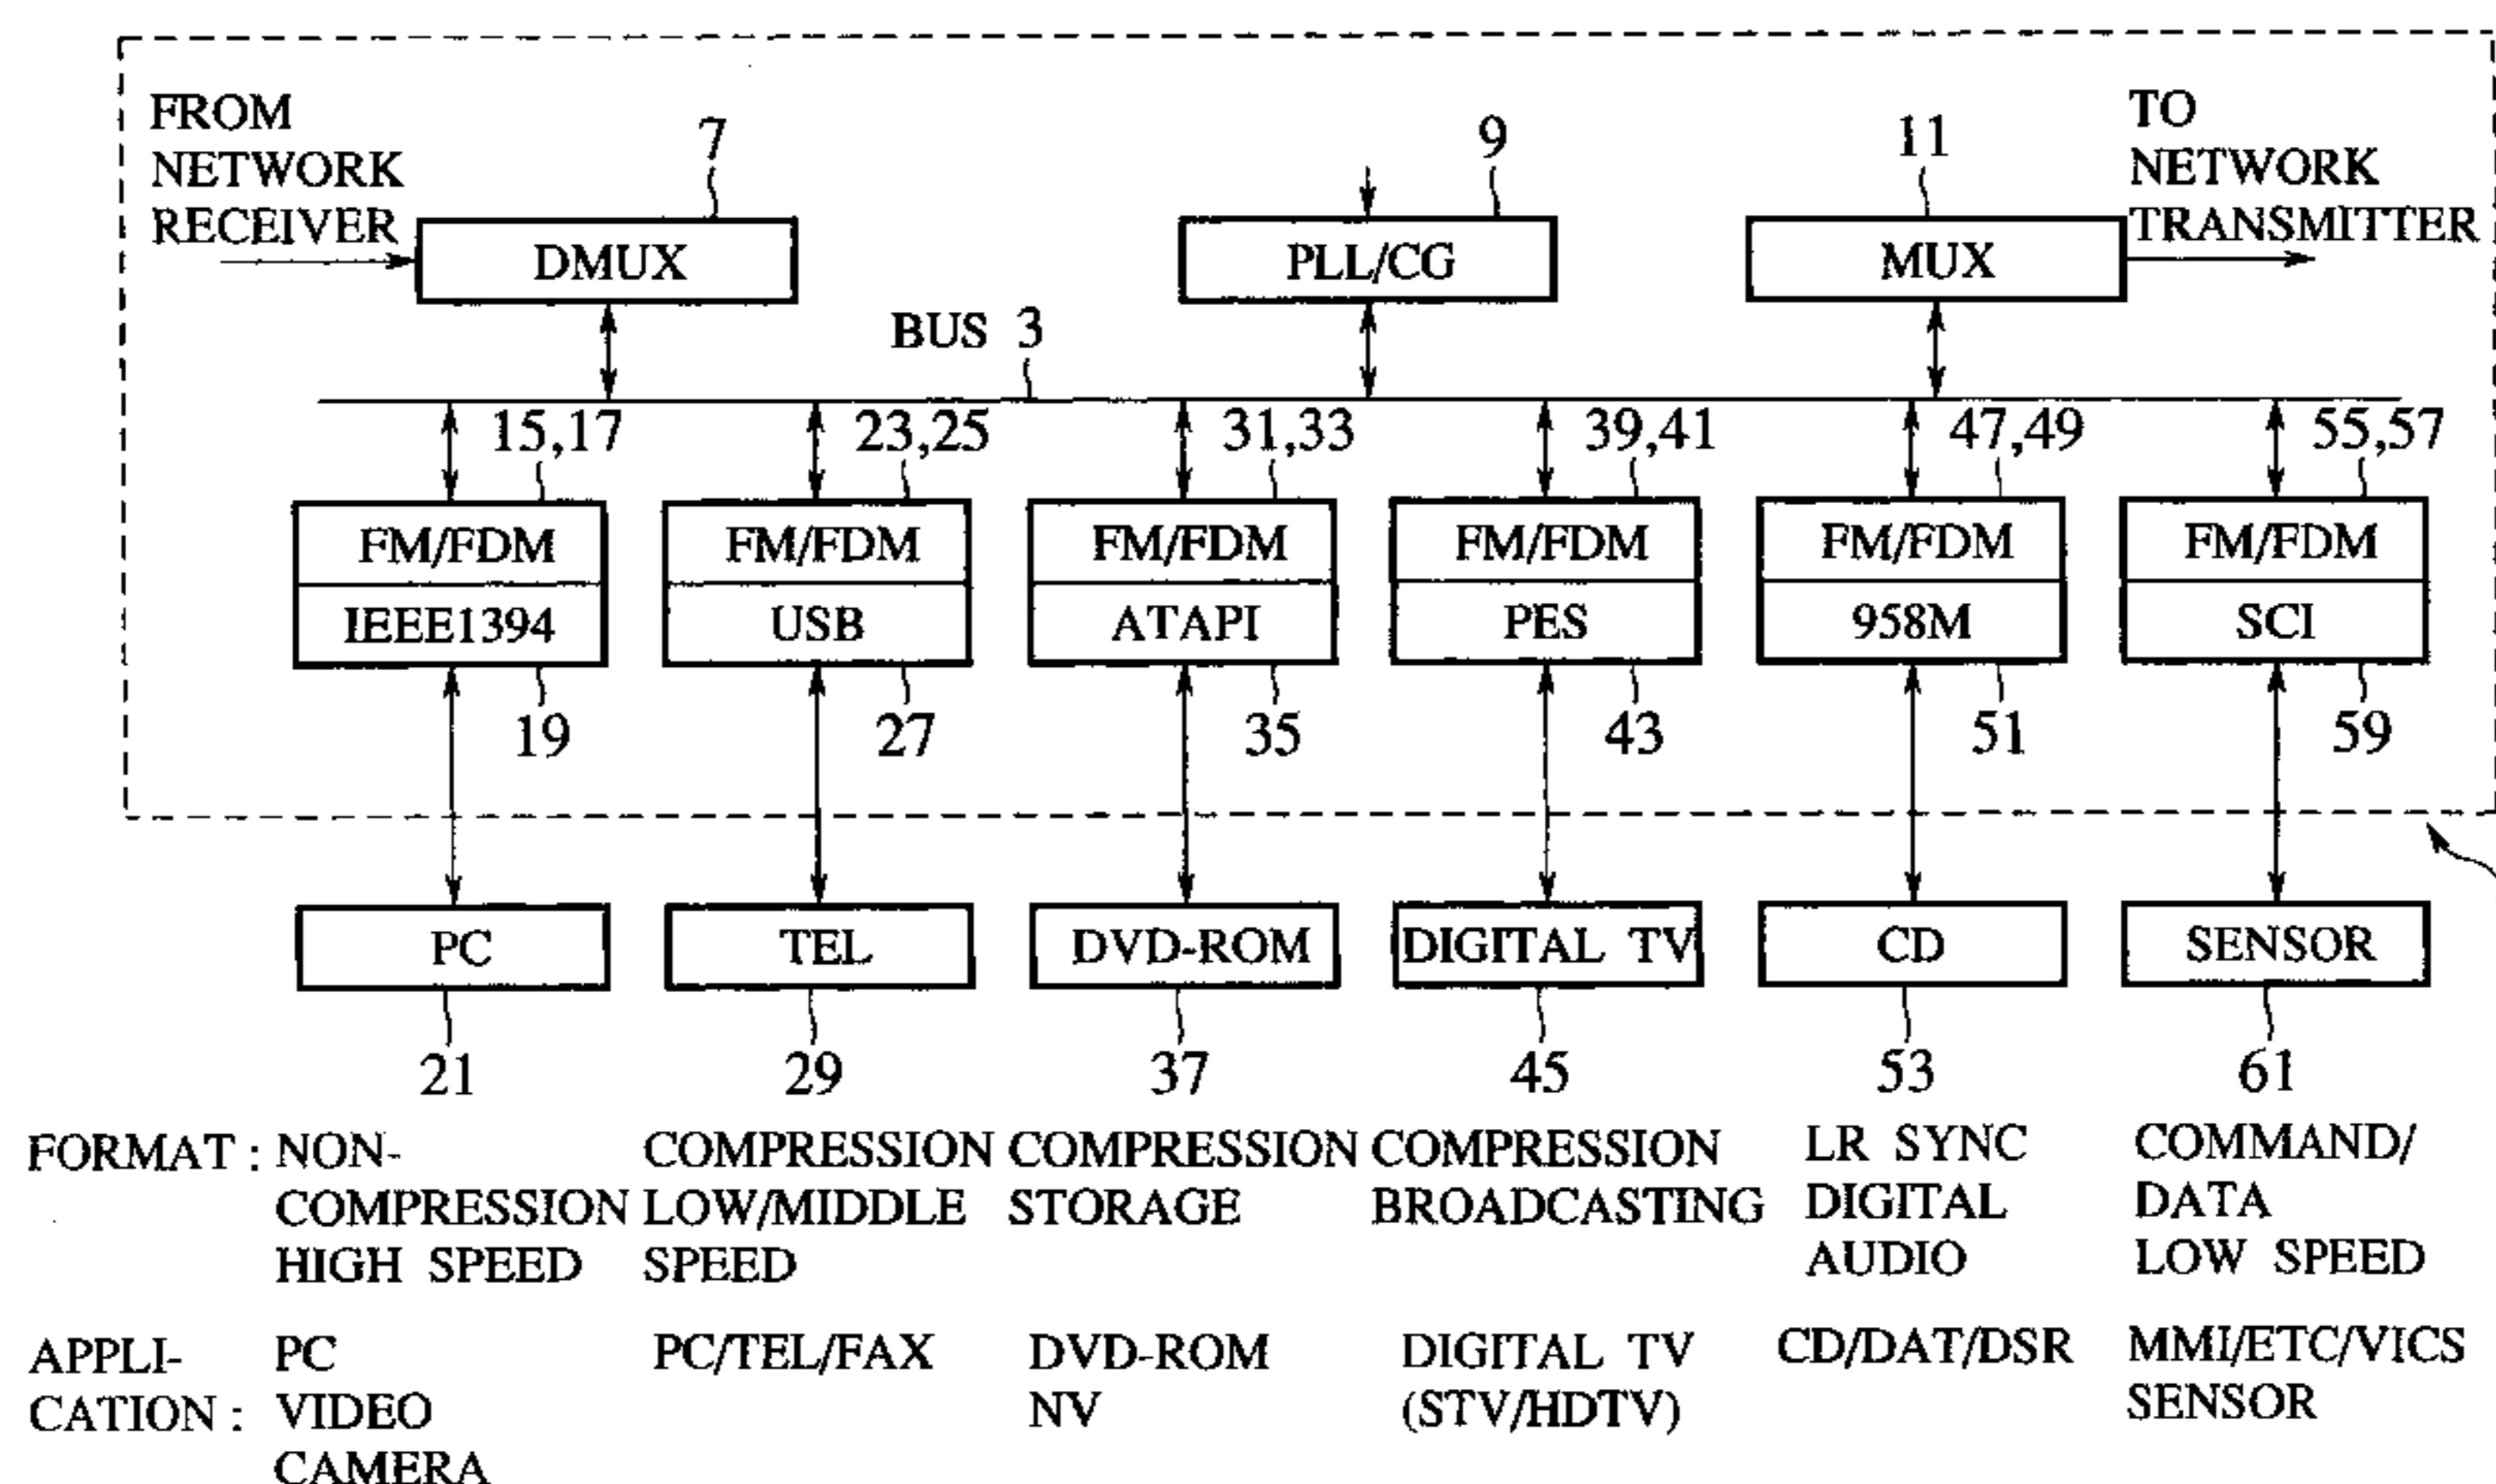 FROM
NETWORK
RECEIVER
7
9
11
TO
NETWORK
TRANSMITTER
DMUX
PLL/CG
MUX
BUS 3
15,17
23,25
31,33
39,41
47,49
55,57
FM/FDM
FM/FDM
FM/FDM
FM/FDM
FM/FDM
FM/FDM
IEEE1394
USB
ATAPI
PES
958M
SCI
19
27
35
43
51
59
PC
TEL
DVD-ROM
DIGITAL TV
CD
SENSOR
21
29
37
45
53
61
FORMAT :
NON-
COMPRESSION
HIGH SPEED
COMPRESSION
LOW/MIDDLE
SPEED
COMPRESSION
STORAGE
COMPRESSION
BROADCASTING
LR SYNC
DIGITAL
AUDIO
COMMAND/
DATA
LOW SPEED
APPLI-
CATION :
PC
VIDEO
CAMERA
PC/TEL/FAX
DVD-ROM
NV
DIGITAL TV
(STV/HDTV)
CD/DAT/DSR
MMI/ETC/VICS
SENSOR